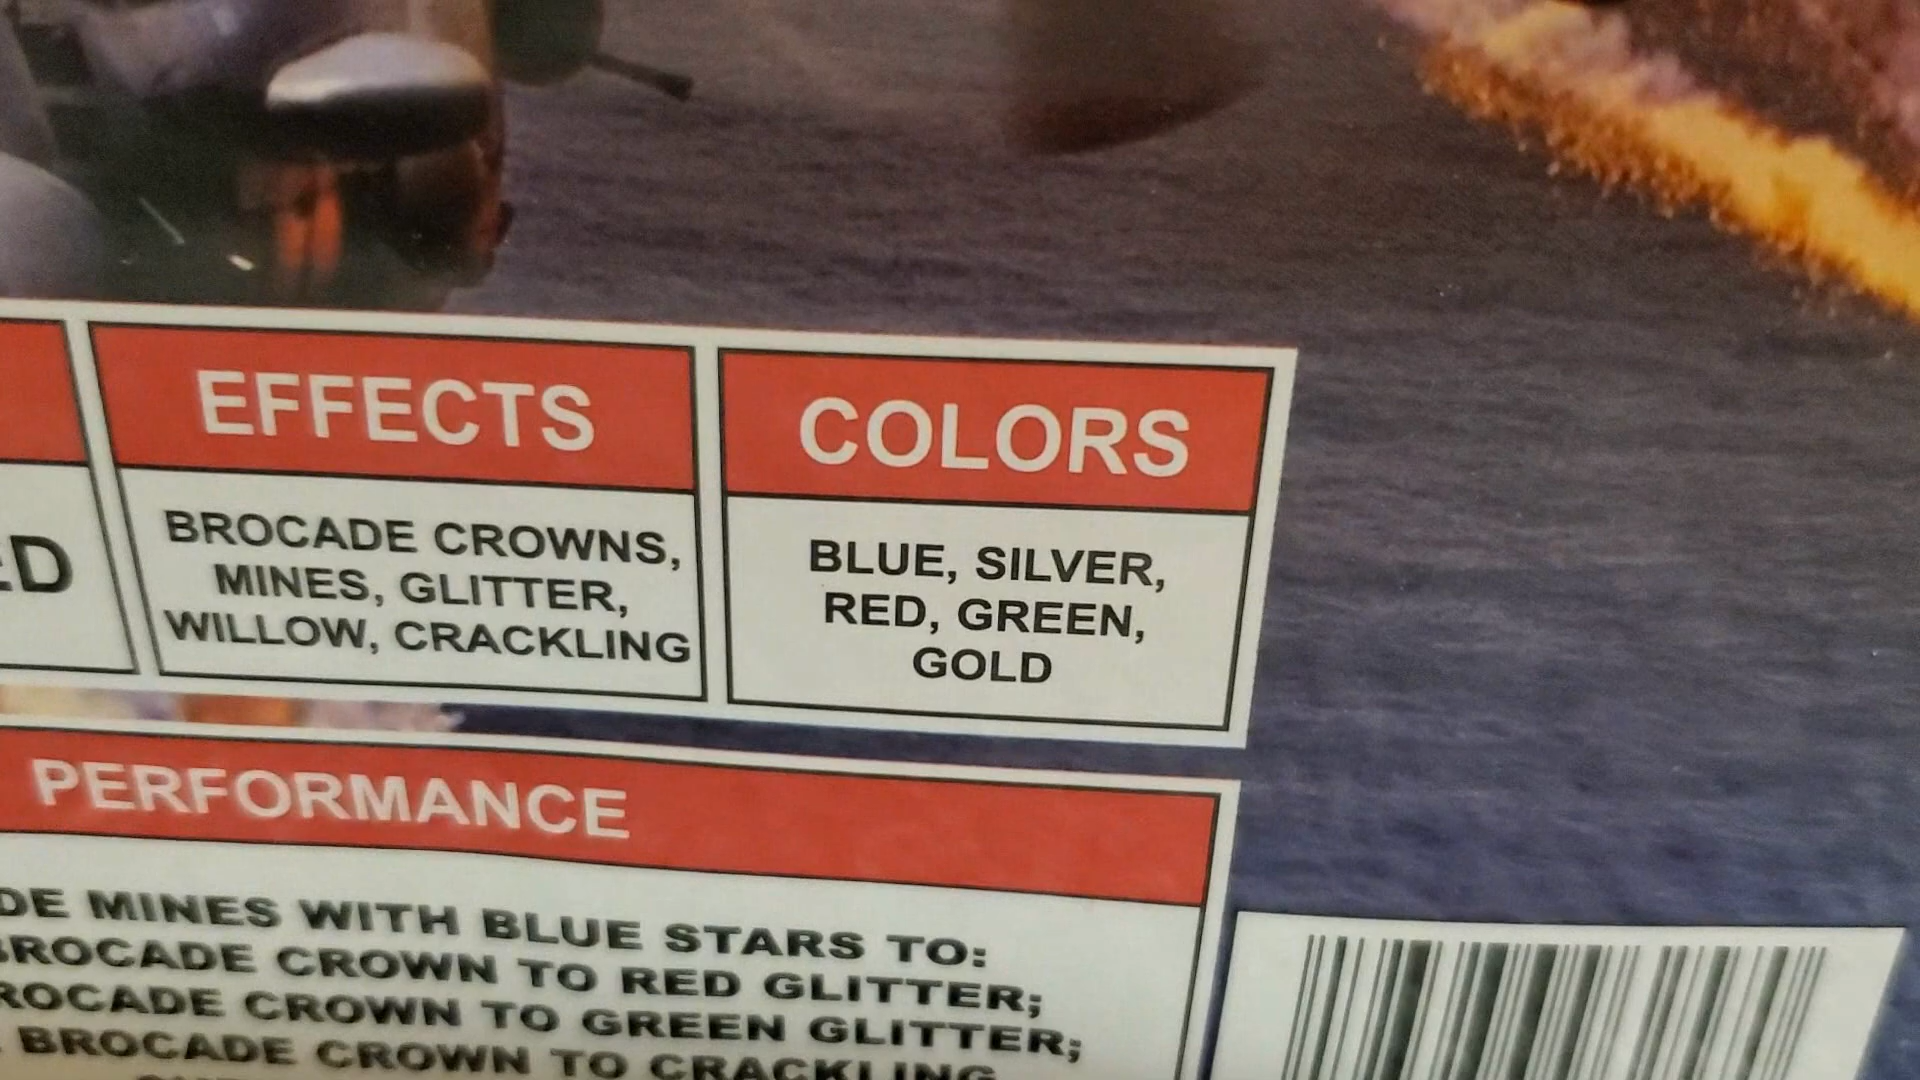 EFFECTS
BROCADE CROWNS,
MINES, GLITTER,
WILLOW, CRACKLING
COLORS
BLUE, SILVER,
RED, GREEN,
GOLD
PERFORMANCE
MINES WITH BLUE STARS TO:
BROCADE CROWN TO RED GLITTER;
BROCADE CROWN TO GREEN GLITTER;
BROCADE CROWN TO CRACKLING